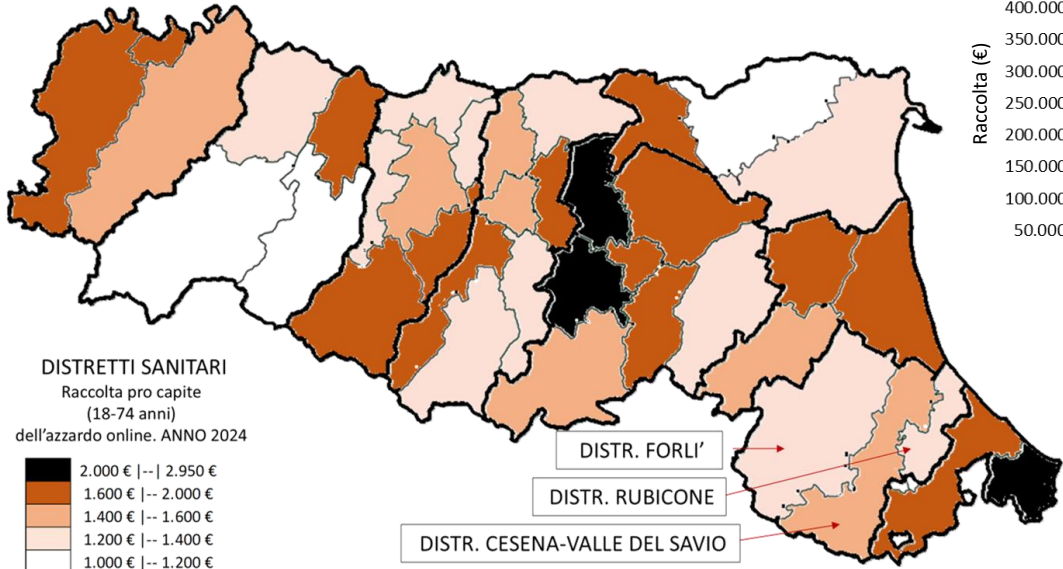 400.000
350.000
300.000
250.000
200.000
150.000
100.000
50.000
Raccolta (€)
DISTRETTI SANITARI
Raccolta pro capite
(18-74 anni)
dell'azzardo online. ANNO 2024
2.000 € |--| 2.950 €
1.600 € |-- 2.000 €
1.400 € |-- 1.600 €
1.200 € |-- 1.400 €
1.000 € |-- 1.200 €
DISTR. FORLI'
DISTR. RUBICONE
DISTR. CESENA-VALLE DEL SAVIO